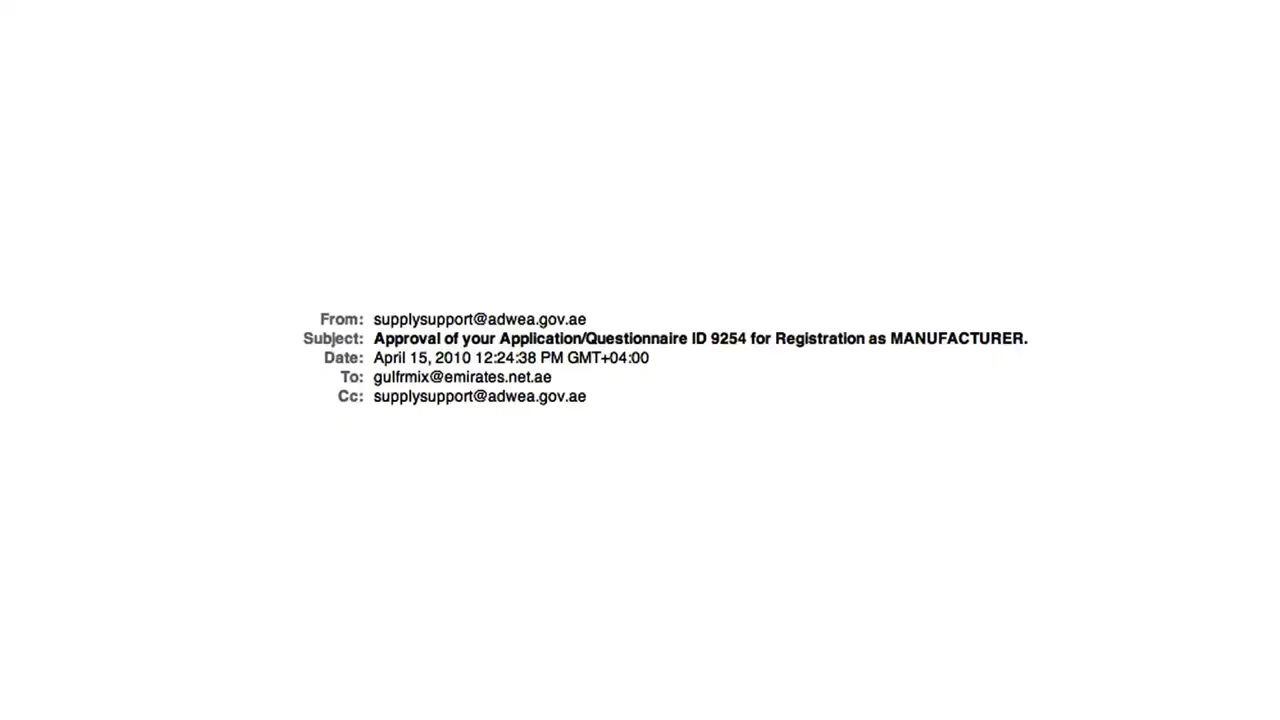 From: supplysupport@adwea.gov.ae
Subject: Approval of your Application/Questionnaire ID 9254 for Registration as MANUFACTURER.
Date: April 15, 2010 12:24:38 PM GMT+04:00
To: gulfrmix@emirates.net.ae
Cc: supplysupport@adwea.gov.ae